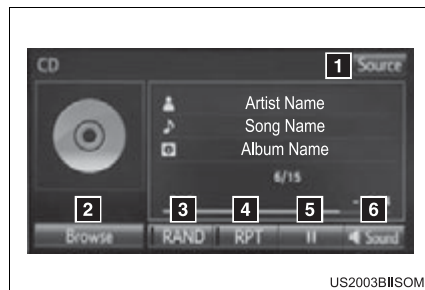 CD
1 Source
Artist Name
Song Name
Album Name
6/15
2 3 4 5 6
Browse RAND RPT Sound
US2003BⅡSOM